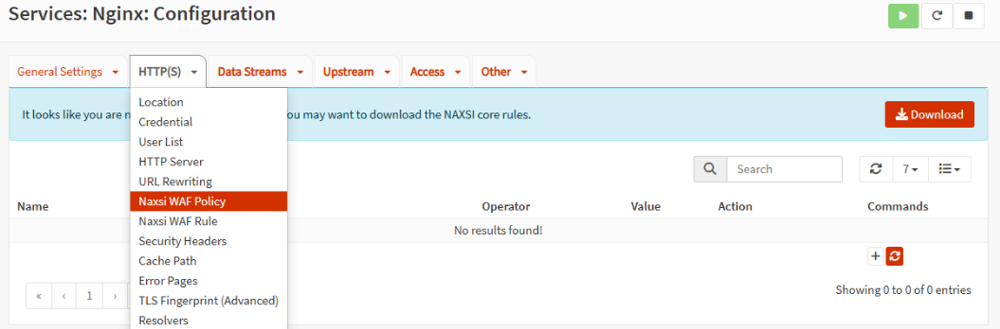 Services: Nginx: Configuration
General Settings HTTP(S) Data Streams Upstream Access Other
Location
It looks like you are ou may want to download the NAXSI core rules. Download
Credential
User List
HTTP Server
Search 7
URL Rewriting
Naxsi WAF Policy
Name Operator Value Action Commands
Naxsi WAF Rule
No results found!
Security Headers
Cache Path
Error Pages
« ‹ 1 › Showing 0 to 0 of 0 entries
TLS Fingerprint (Advanced)
Resolvers